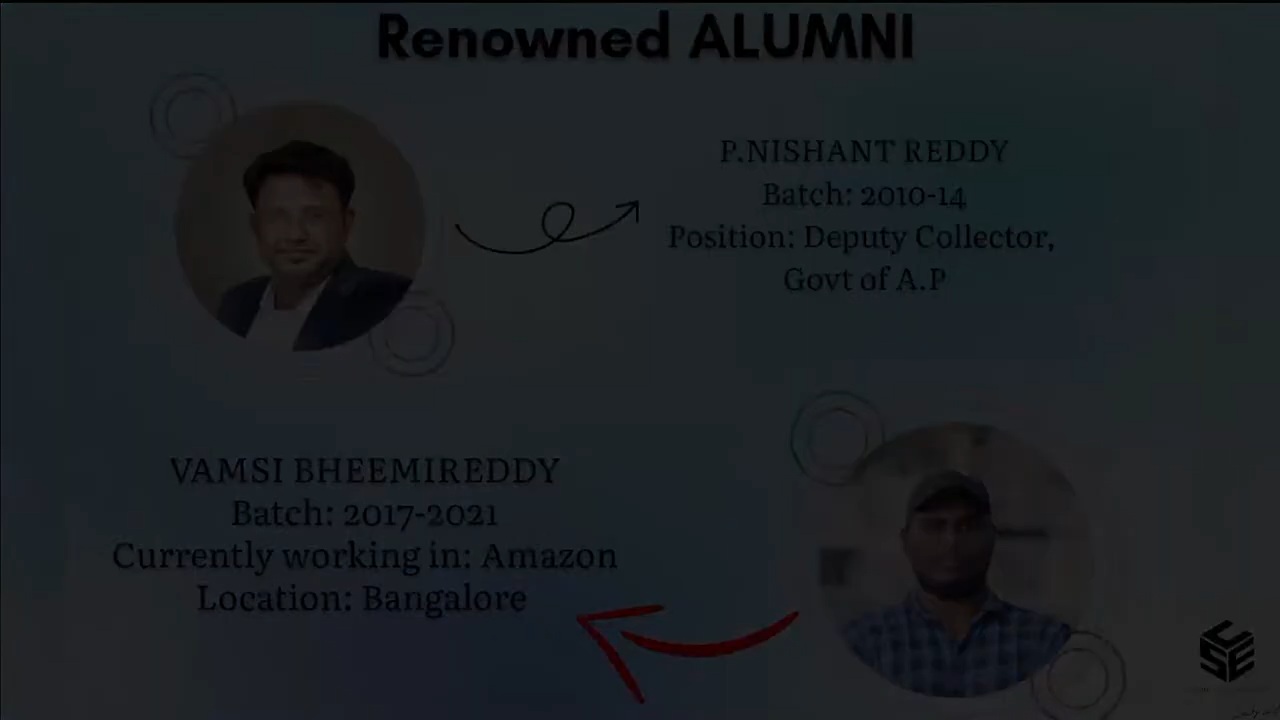 Renowned ALUMNI
P.NISHANT REDDY
Batch: 2010-14
Position: Deputy Collector,
Govt of A.P
VAMSI BHEEMIREDDY
Batch: 2017-2021
Currently working in: Amazon
Location: Bangalore